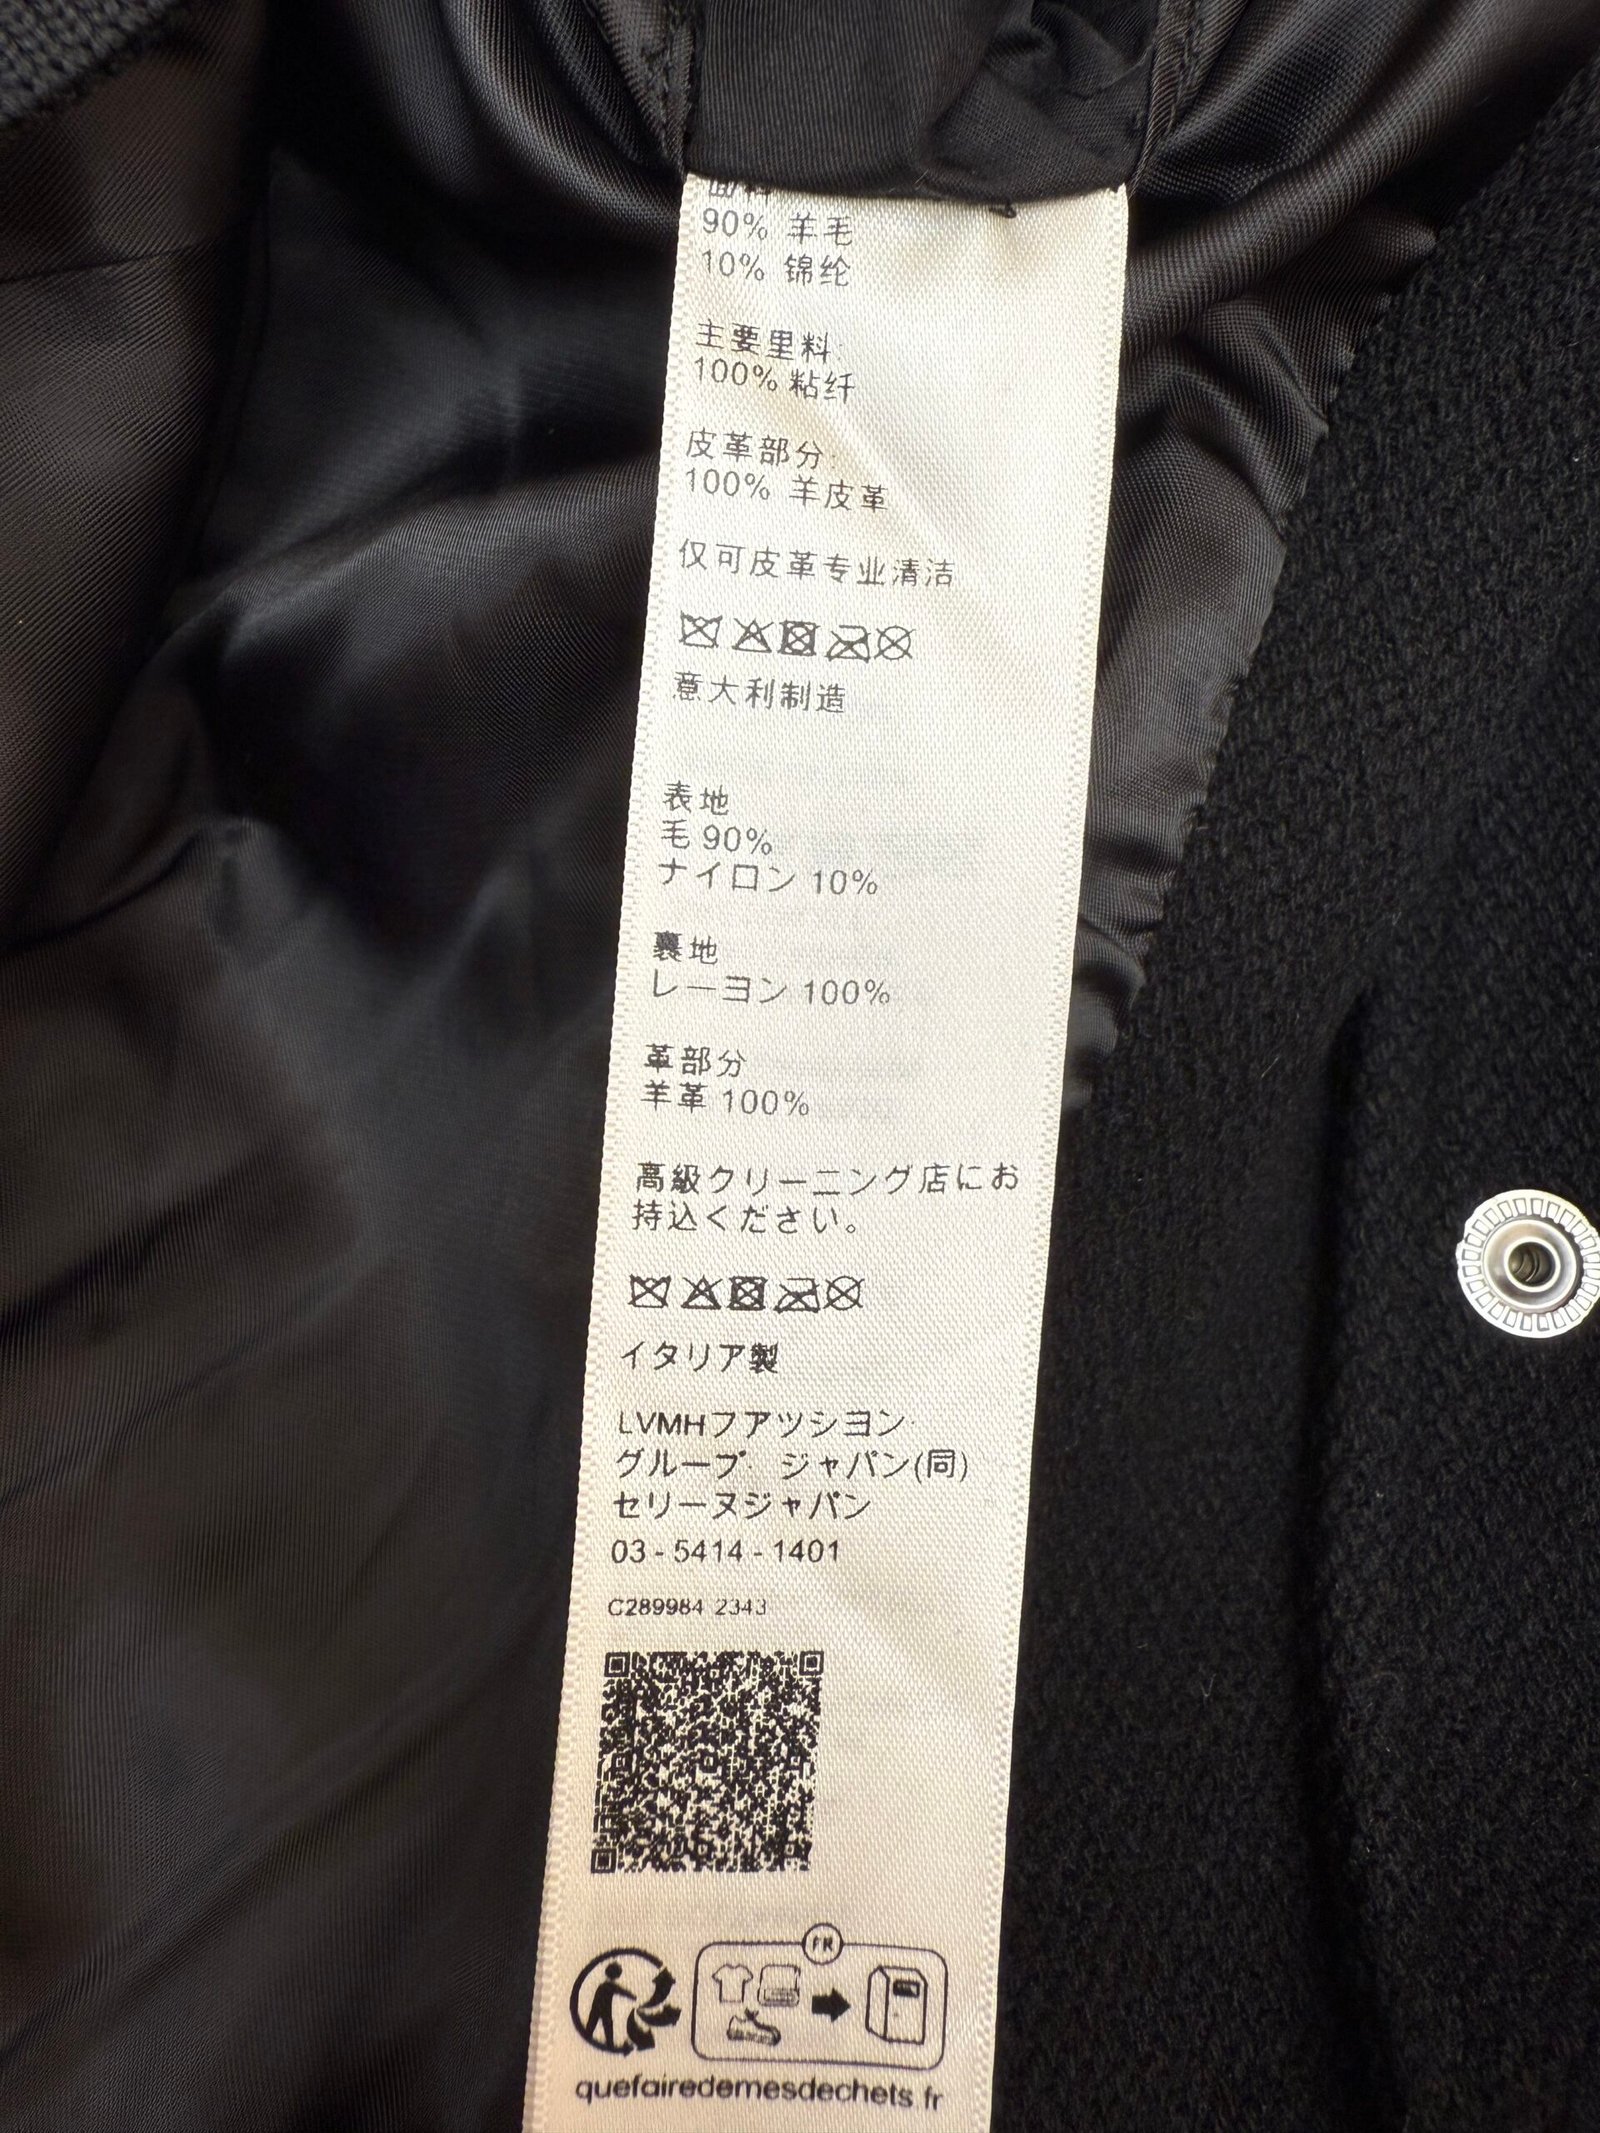 面料
90% 羊毛
10% 锦纶
主要里料:
100% 粘纤
皮革部分:
100% 羊皮革
仅可皮革专业清洁
意大利制造
表地
毛 90%
ナイロン 10%
裏地
レーヨン 100%
革部分
羊革 100%
高級クリーニング店にお
持込ください。
イタリア製
LVMHフアツシヨン·
グループ· ジャパン(同)
セリーヌジャパン
03 - 5414 - 1401
C289984 2343
FR
quefairedemesdechets.fr